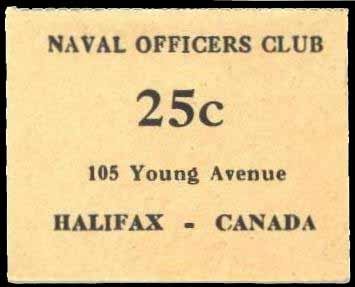 NAVAL OFFICERS CLUB
25c
105 Young Avenue
HALIFAX - CANADA